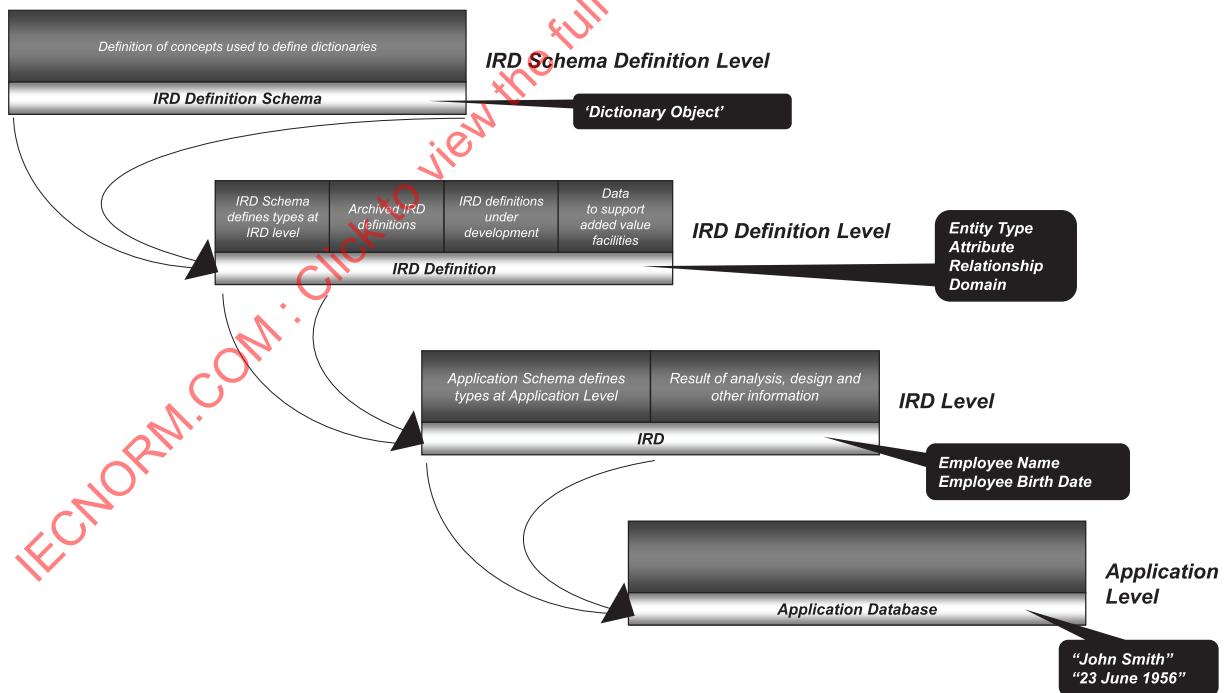 Definition of concepts used to define dictionaries
IRD Schema Definition Level
IRD Definition Schema
‘Dictionary Object’
IRD Schema
defines types at
IRD level
Archived IRD
definitions
IRD definitions
under
development
Data
to support
added value
facilities
IRD Definition Level
Entity Type
Attribute
Relationship
Domain
IRD Definition
Application Schema defines
types at Application Level
Result of analysis, design and
other information
IRD Level
IRD
Employee Name
Employee Birth Date
Application
Level
Application Database
“John Smith”
“23 June 1956”
IECNORM.COM : Click to view the full